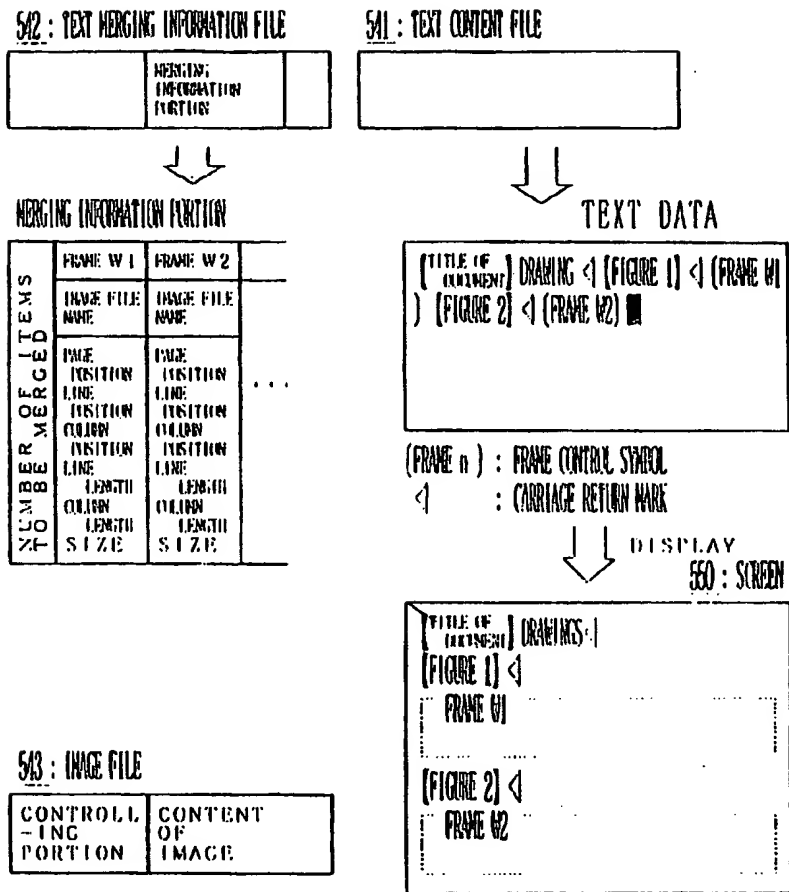 542 : TEXT MERGING INFORMATION FILE
MERGING
INFORMATION
PORTION
541 : TEXT CONTENT FILE
MERGING INFORMATION PORTION
NUMBER OF ITEMS
TO BE MERGED
FRAME W 1
IMAGE FILE
NAME
PAGE
POSITION
LINE
POSITION
COLUMN
POSITION
LINE
LENGTH
COLUMN
LENGTH
SIZE
FRAME W 2
IMAGE FILE
NAME
PAGE
POSITION
LINE
POSITION
COLUMN
POSITION
LINE
LENGTH
COLUMN
LENGTH
SIZE
...
TEXT DATA
[TITLE OF DOCUMENT] DRAWING ◁ [FIGURE 1] ◁ (FRAME W1
) [FIGURE 2] ◁ (FRAME W2) ■
(FRAME n ) : FRAME CONTROL SYMBOL
◁ : CARRIAGE RETURN MARK
DISPLAY
550 : SCREEN
[TITLE OF DOCUMENT] DRAWINGS ◁
[FIGURE 1] ◁
FRAME W1
[FIGURE 2] ◁
FRAME W2
543 : IMAGE FILE
CONTROLL
-ING
PORTION
CONTENT
OF
IMAGE